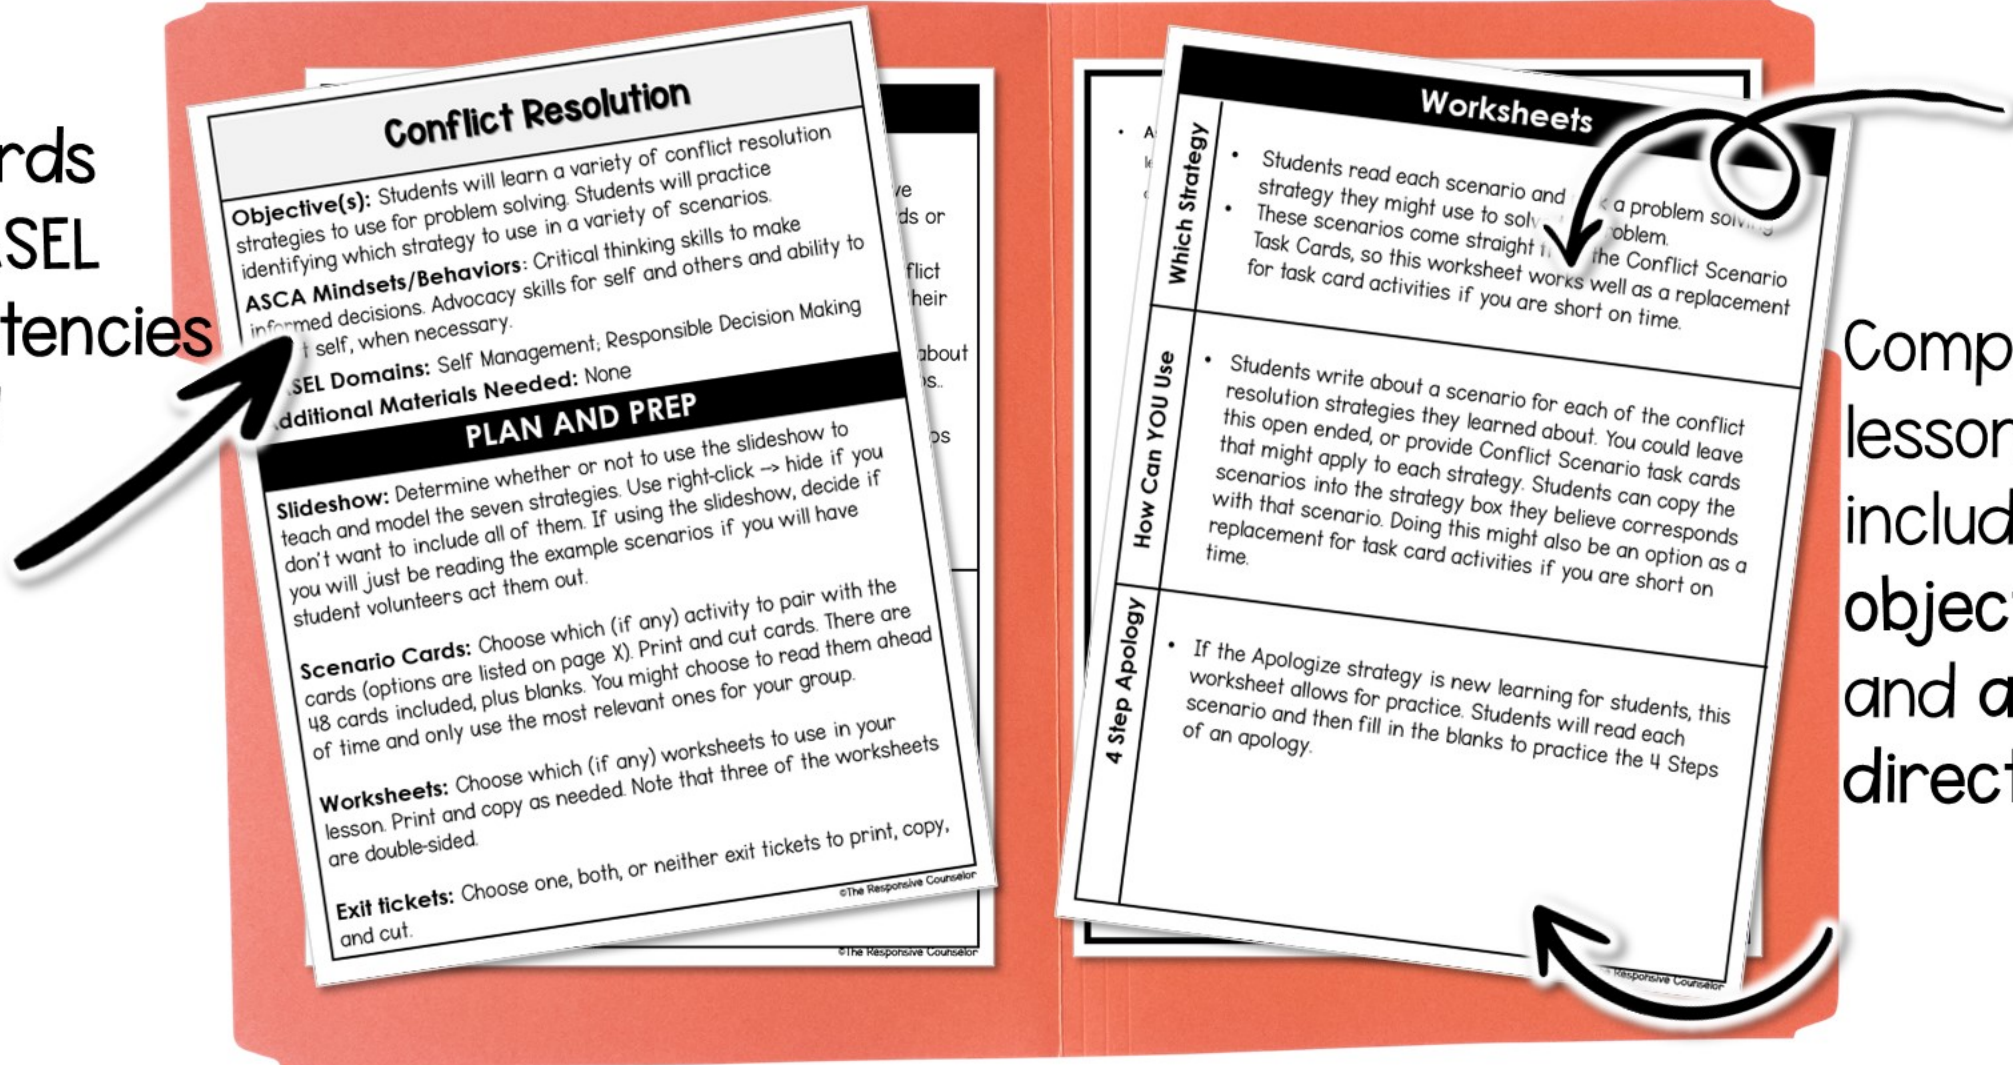 rds
SEL
tencies
Conflict Resolution
Objective(s): Students will learn a variety of conflict resolution
strategies to use for problem solving. Students will practice
identifying which strategy to use in a variety of scenarios.
ASCA Mindsets/Behaviors: Critical thinking skills to make
informed decisions. Advocacy skills for self and others and ability to
self, when necessary.
SEL Domains: Self Management; Responsible Decision Making
dditional Materials Needed: None
PLAN AND PREP
Slideshow: Determine whether or not to use the slideshow to
teach and model the seven strategies. Use right-click --> hide if you
don't want to include all of them. If using the slideshow, decide if
you will just be reading the example scenarios if you will have
student volunteers act them out.
Scenario Cards: Choose which (if any) activity to pair with the
cards (options are listed on page X). Print and cut cards. There are
48 cards included, plus blanks. You might choose to read them ahead
of time and only use the most relevant ones for your group.
Worksheets: Choose which (if any) worksheets to use in your
lesson. Print and copy as needed. Note that three of the worksheets
are double-sided.
Exit tickets: Choose one, both, or neither exit tickets to print, copy,
and cut.
©The Responsive Counselor
ve
ds or
flict
heir
about
os..
os
©The Responsive Counselor
Worksheets
Which Strategy
• Students read each scenario and a problem solving
strategy they might use to solv oblem.
• These scenarios come straight the Conflict Scenario
Task Cards, so this worksheet works well as a replacement
for task card activities if you are short on time.
How Can YOU Use
• Students write about a scenario for each of the conflict
resolution strategies they learned about. You could leave
this open ended, or provide Conflict Scenario task cards
that might apply to each strategy. Students can copy the
scenarios into the strategy box they believe corresponds
with that scenario. Doing this might also be an option as a
replacement for task card activities if you are short on
time.
4 Step Apology
• If the Apologize strategy is new learning for students, this
worksheet allows for practice. Students will read each
scenario and then fill in the blanks to practice the 4 Steps
of an apology.
Responsive Counselor
• A
Comp
lesson
includ
objec
and a
direct